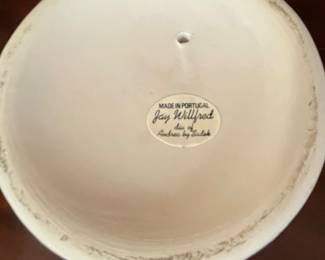 MADE IN PORTUGAL
Jay Willfred
div. of
Andrea by Sadek